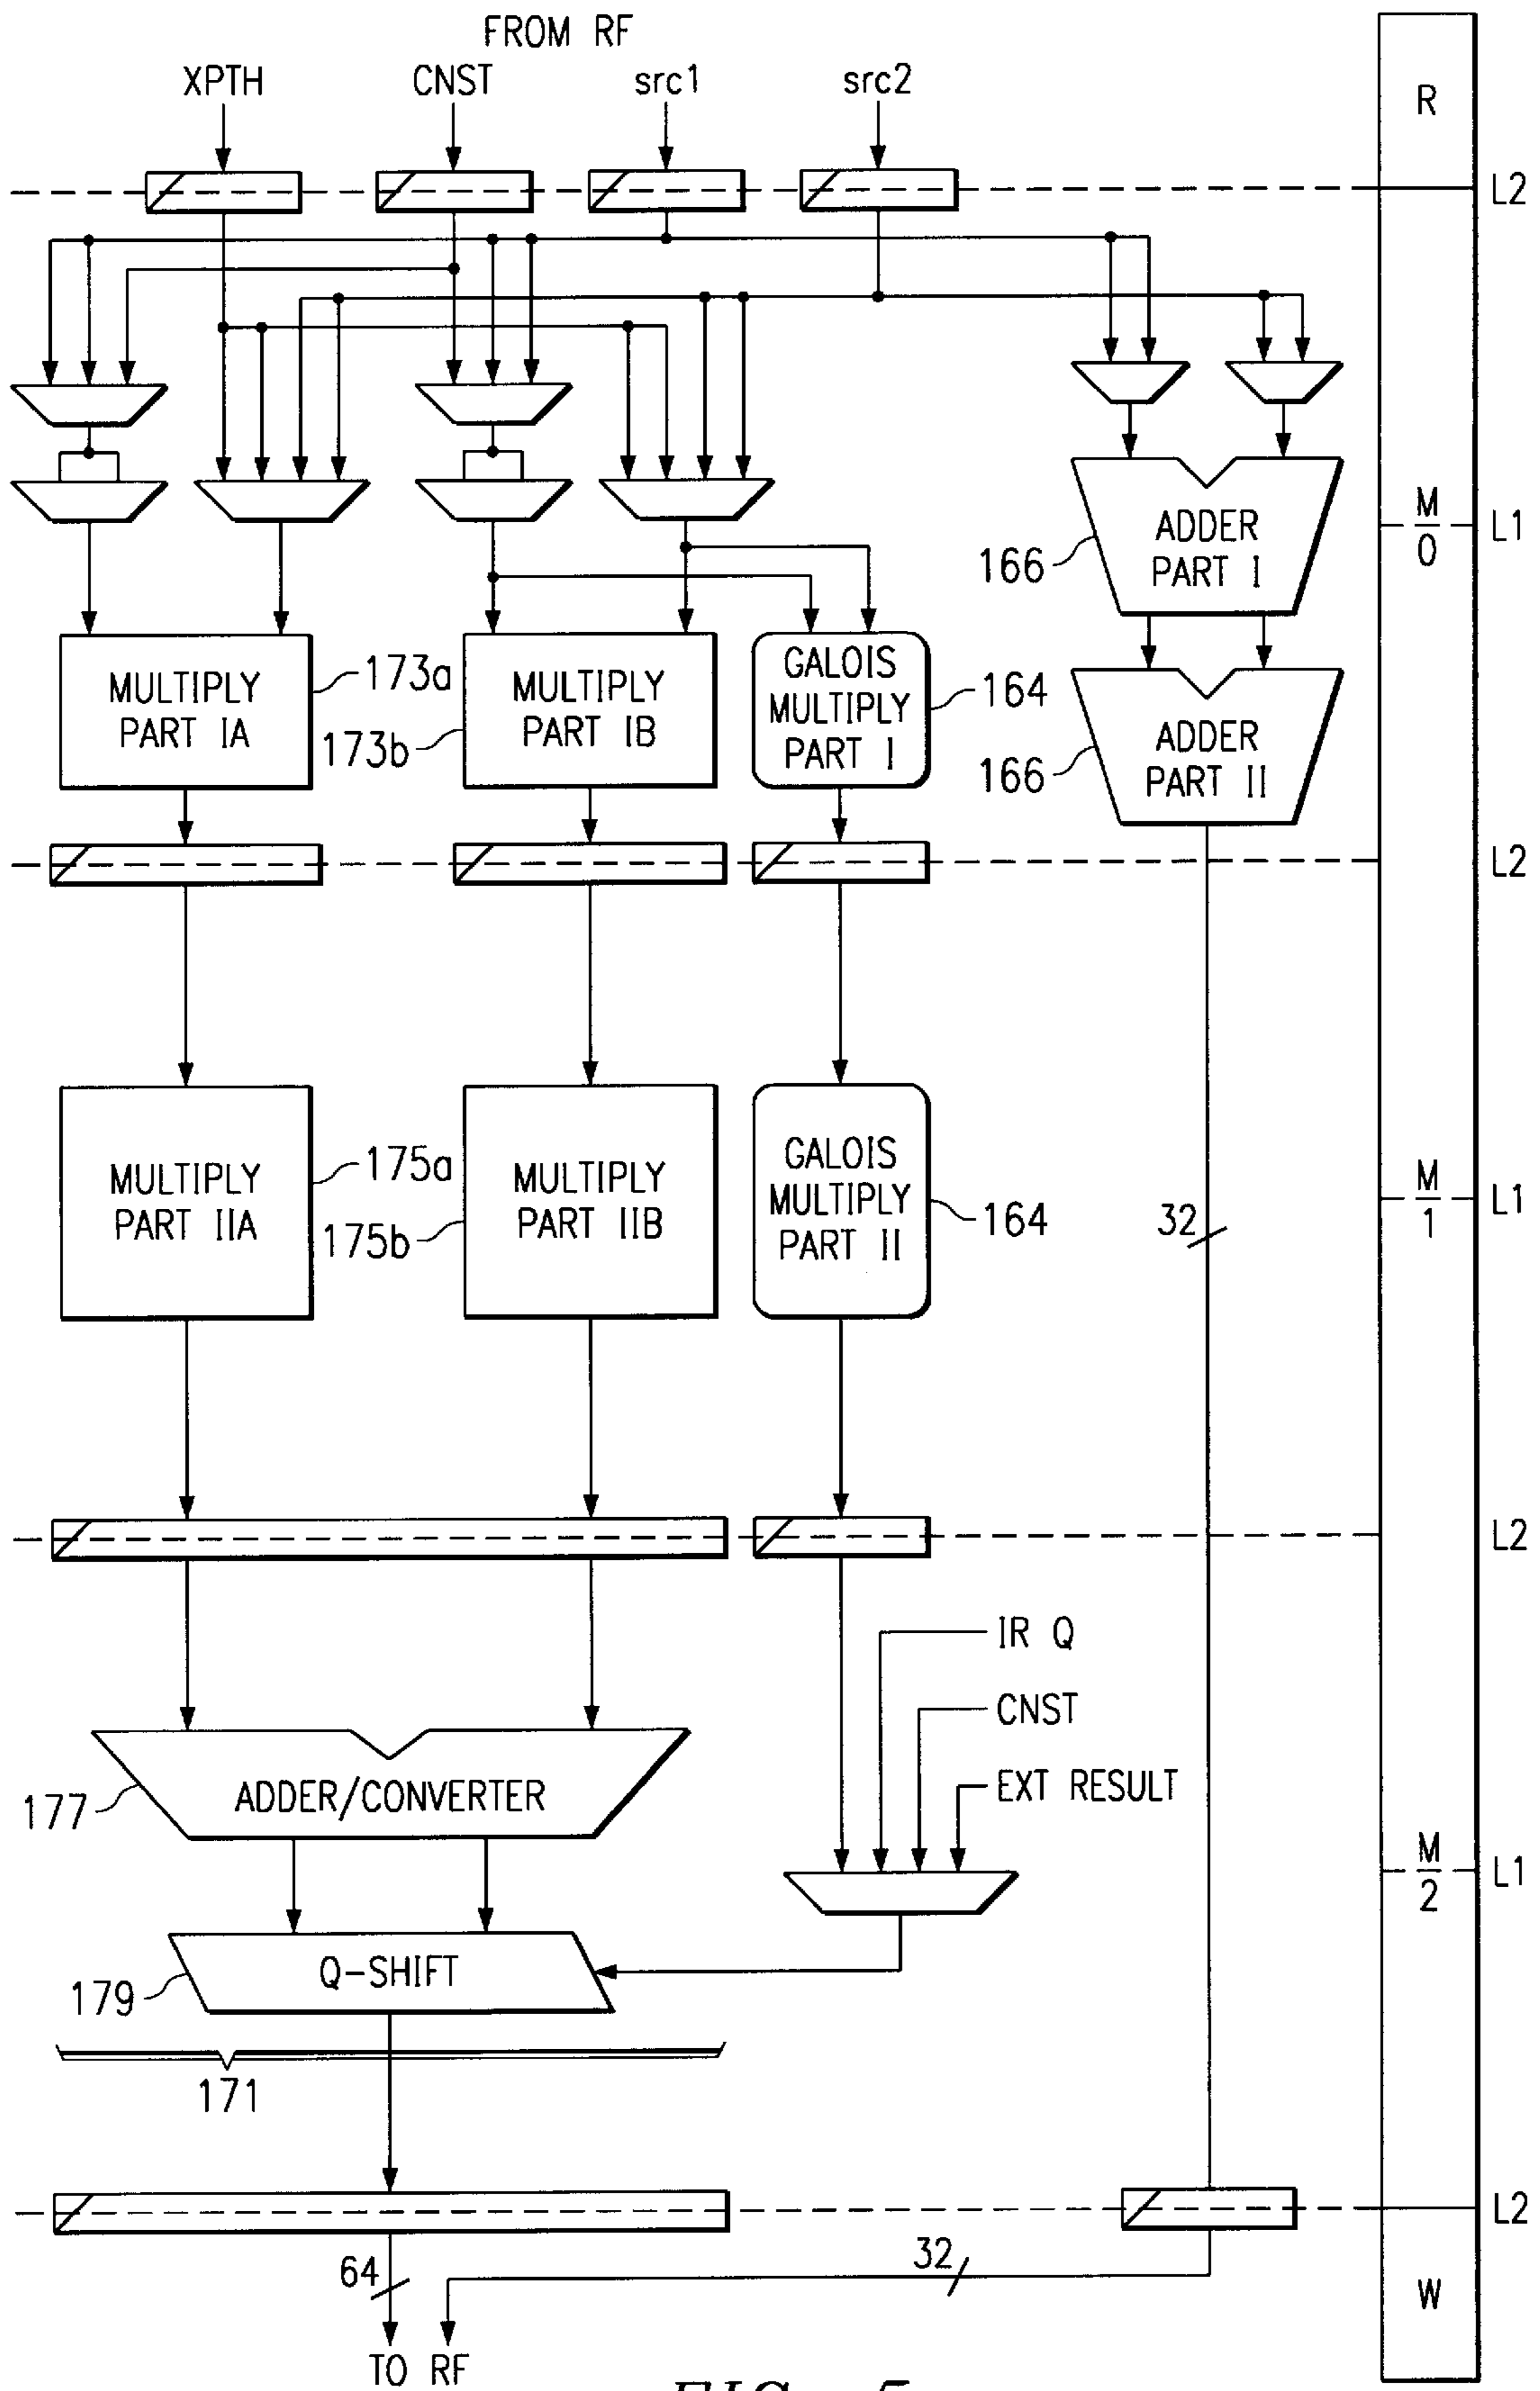 FROM RF
XPTH
CNST
src1
src2
R
L2
M
0
L1
ADDER
PART I
166
MULTIPLY
PART IA
173a
MULTIPLY
PART IB
173b
GALOIS
MULTIPLY
PART I
164
ADDER
PART II
166
L2
MULTIPLY
PART IIA
175a
MULTIPLY
PART IIB
175b
GALOIS
MULTIPLY
PART II
164
32
M
1
L1
L2
IR Q
CNST
EXT RESULT
ADDER/CONVERTER
177
M
2
L1
Q-SHIFT
179
171
L2
64
32
W
TO RF